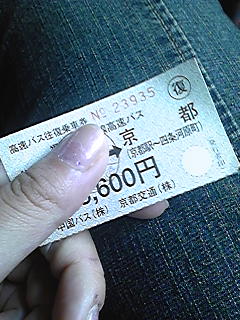 高速バス往復乗車券 № 23935 復
高速バス
京都
(京都駅～四条河原町)
,600円
中国バス(株) 京都交通(株)